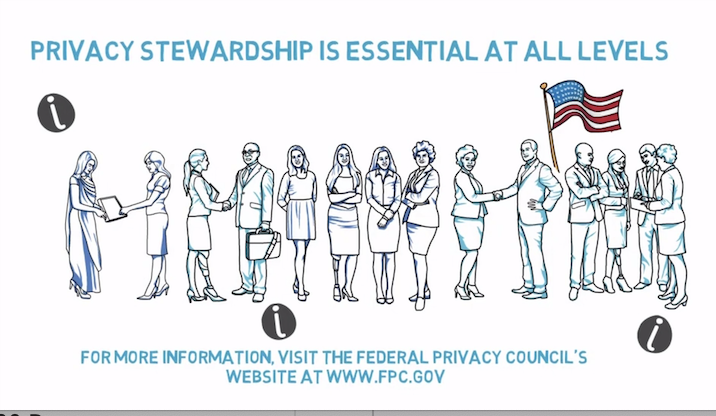 PRIVACY STEWARDSHIP IS ESSENTIAL AT ALL LEVELS
i
i
i
FOR MORE INFORMATION, VISIT THE FEDERAL PRIVACY COUNCIL'S
WEBSITE AT WWW.FPC.GOV